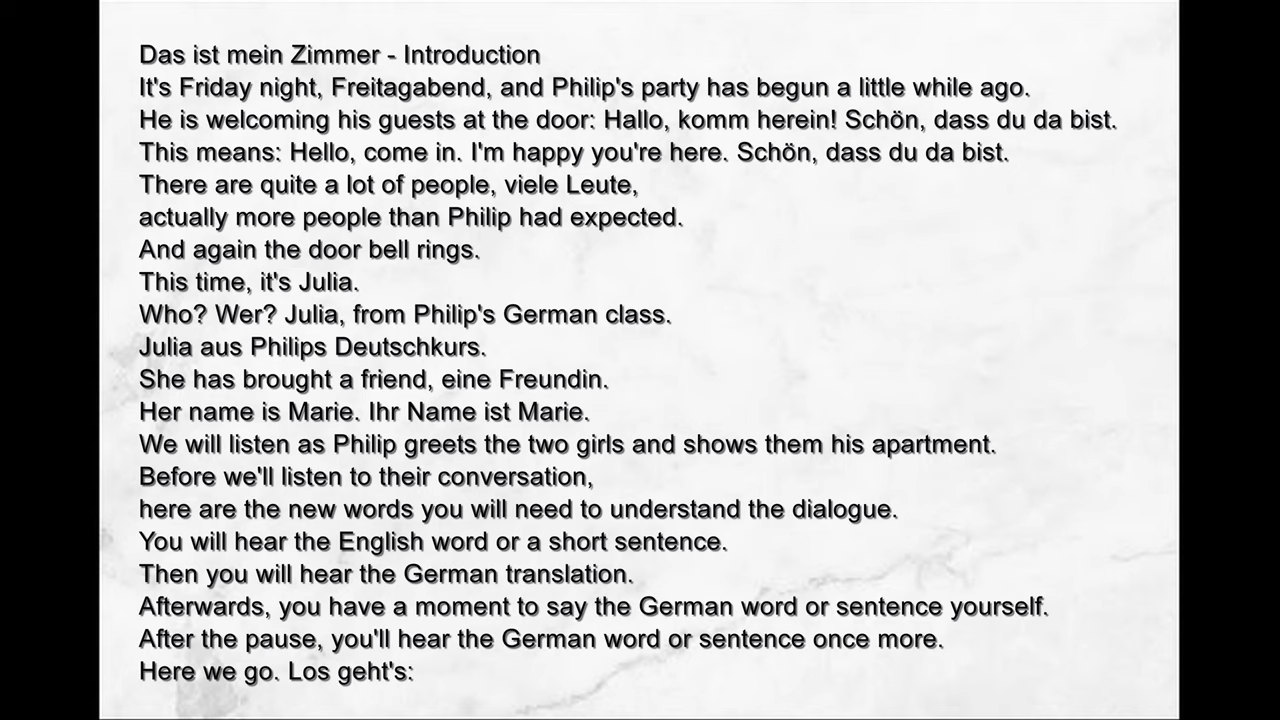 Das ist mein Zimmer - Introduction
It's Friday night, Freitagabend, and Philip's party has begun a little while ago.
He is welcoming his guests at the door: Hallo, komm herein! Schön, dass du da bist.
This means: Hello, come in. I'm happy you're here. Schön, dass du da bist.
There are quite a lot of people, viele Leute,
actually more people than Philip had expected.
And again the door bell rings.
This time, it's Julia.
Who? Wer? Julia, from Philip's German class.
Julia aus Philips Deutschkurs.
She has brought a friend, eine Freundin.
Her name is Marie. Ihr Name ist Marie.
We will listen as Philip greets the two girls and shows them his apartment.
Before we'll listen to their conversation,
here are the new words you will need to understand the dialogue.
You will hear the English word or a short sentence.
Then you will hear the German translation.
Afterwards, you have a moment to say the German word or sentence yourself.
After the pause, you'll hear the German word or sentence once more.
Here we go. Los geht's: